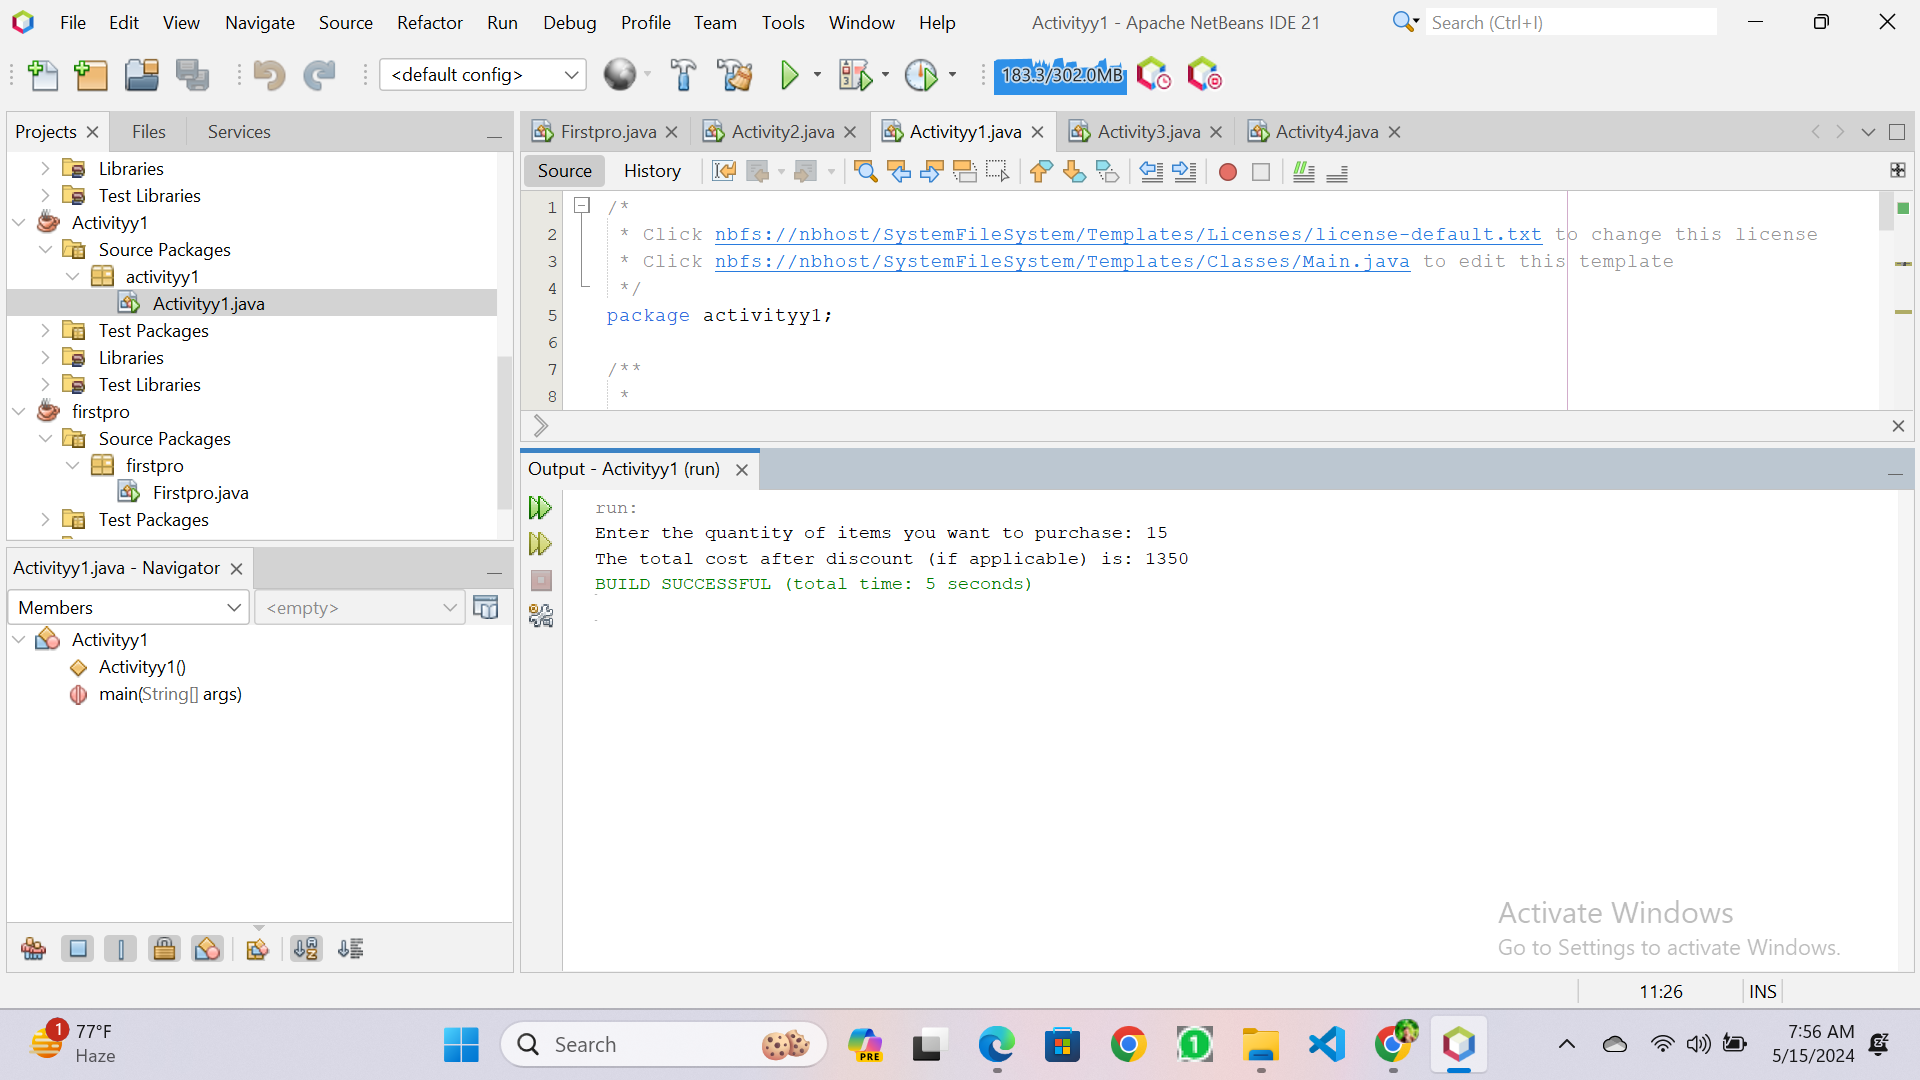 File Edit View Navigate Source Refactor Run Debug Profile Team Tools Window Help
Activityy1 - Apache NetBeans IDE 21
Search (Ctrl+I)
<default config>
183.3/302.0MB
Projects Files Services
Libraries
Test Libraries
Activityy1
Source Packages
activityy1
Activityy1.java
Test Packages
Libraries
Test Libraries
firstpro
Source Packages
firstpro
Firstpro.java
Test Packages
Activityy1.java - Navigator
Members
<empty>
Activityy1
Activityy1()
main(String[] args)
Firstpro.java Activity2.java Activityy1.java Activity3.java Activity4.java
Source History
1 /*
2 * Click nbfs://nbhost/SystemFileSystem/Templates/Licenses/license-default.txt to change this license
3 * Click nbfs://nbhost/SystemFileSystem/Templates/Classes/Main.java to edit this template
4 */
5 package activityy1;
6
7 /**
8 *
Output - Activityy1 (run)
run:
Enter the quantity of items you want to purchase: 15
The total cost after discount (if applicable) is: 1350
BUILD SUCCESSFUL (total time: 5 seconds)
Activate Windows
Go to Settings to activate Windows.
11:26 INS
1
77°F
Haze
Search
PRE
1
7:56 AM
5/15/2024